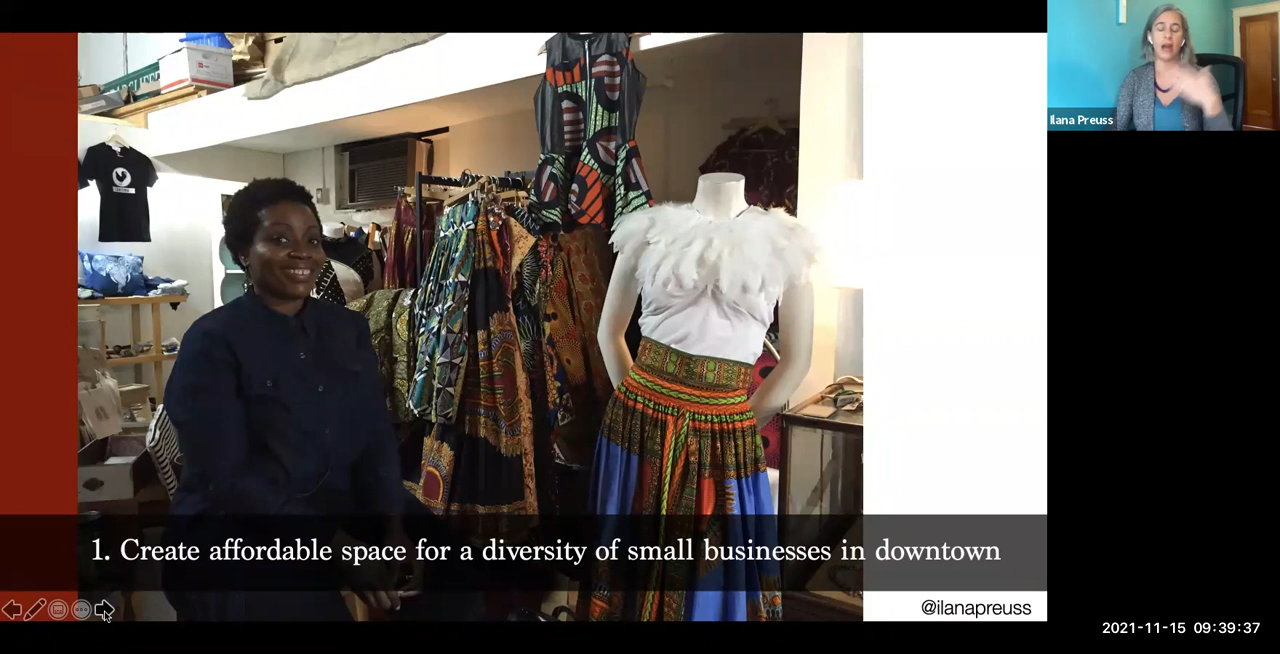 Ilana Preuss
1. Create affordable space for a diversity of small businesses in downtown
@ilanapreuss
2021-11-15 09:39:37